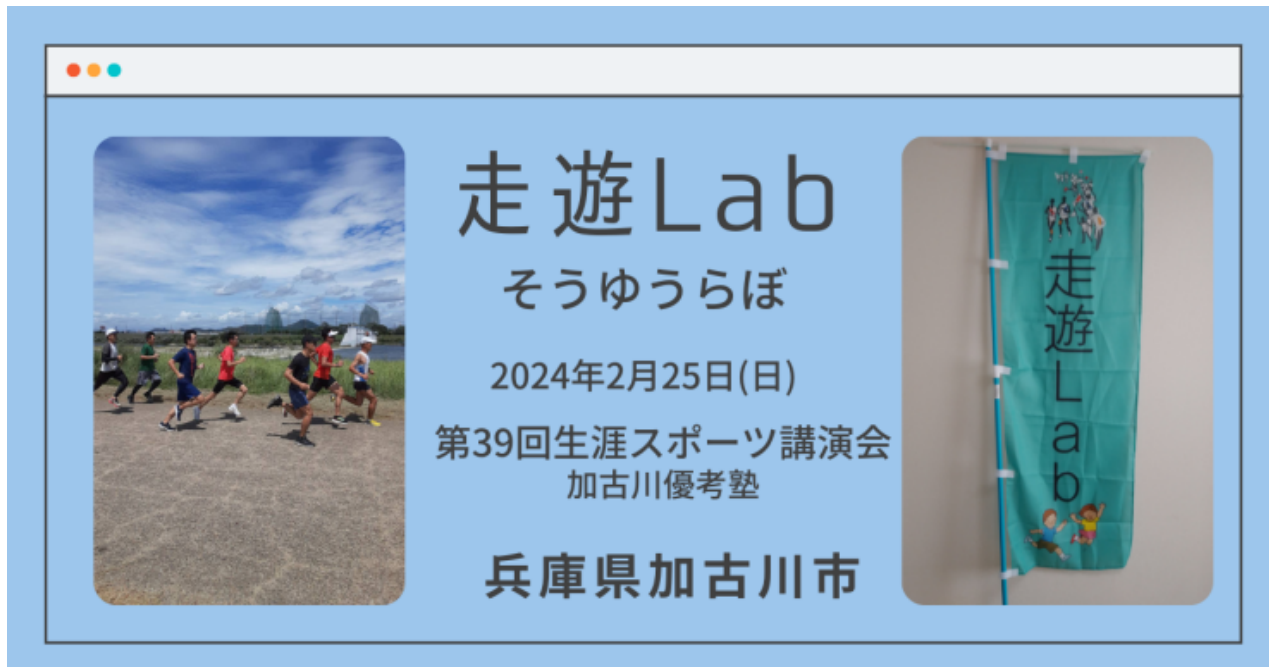 走遊Lab
そうゆうらぼ
2024年2月25日(日)
第39回生涯スポーツ講演会
加古川優考塾
兵庫県加古川市
走遊Lab